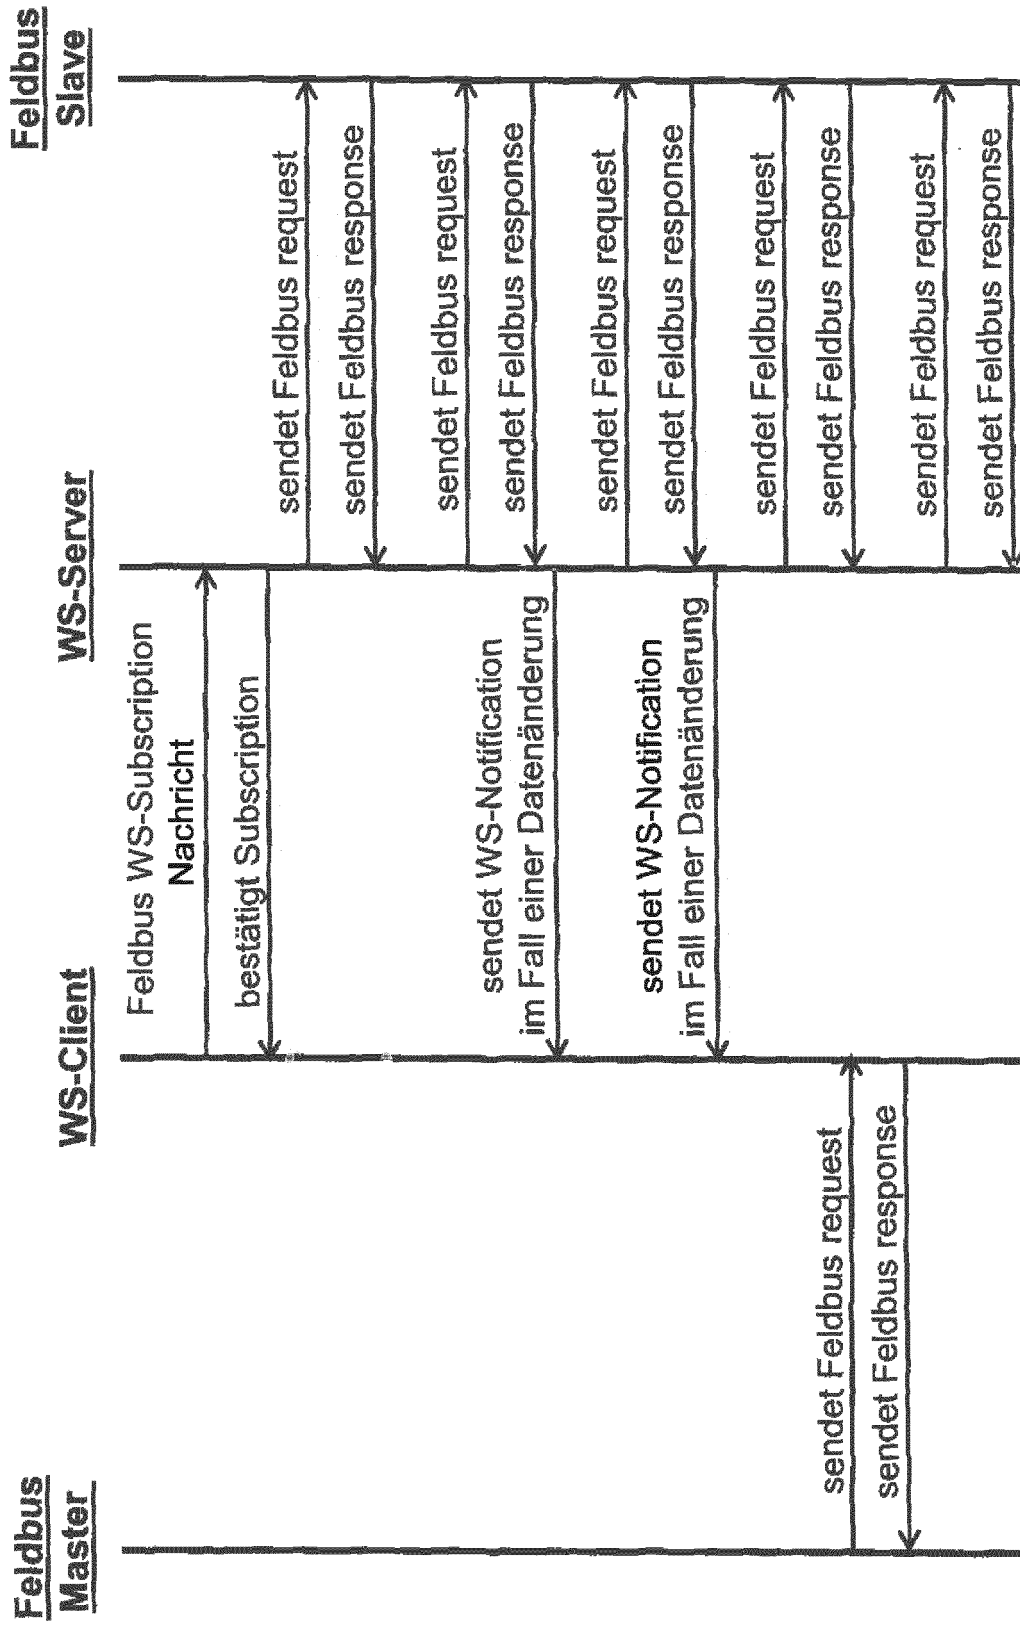 Feldbus
Master
WS-Client
WS-Server
Feldbus
Slave
Feldbus WS-Subscription
Nachricht
bestätigt Subscription
sendet Feldbus request
sendet Feldbus response
sendet Feldbus request
sendet WS-Notification
im Fall einer Datenänderung
sendet Feldbus response
sendet Feldbus request
sendet WS-Notification
im Fall einer Datenänderung
sendet Feldbus response
sendet Feldbus request
sendet Feldbus request
sendet Feldbus response
sendet Feldbus response
sendet Feldbus request
sendet Feldbus response